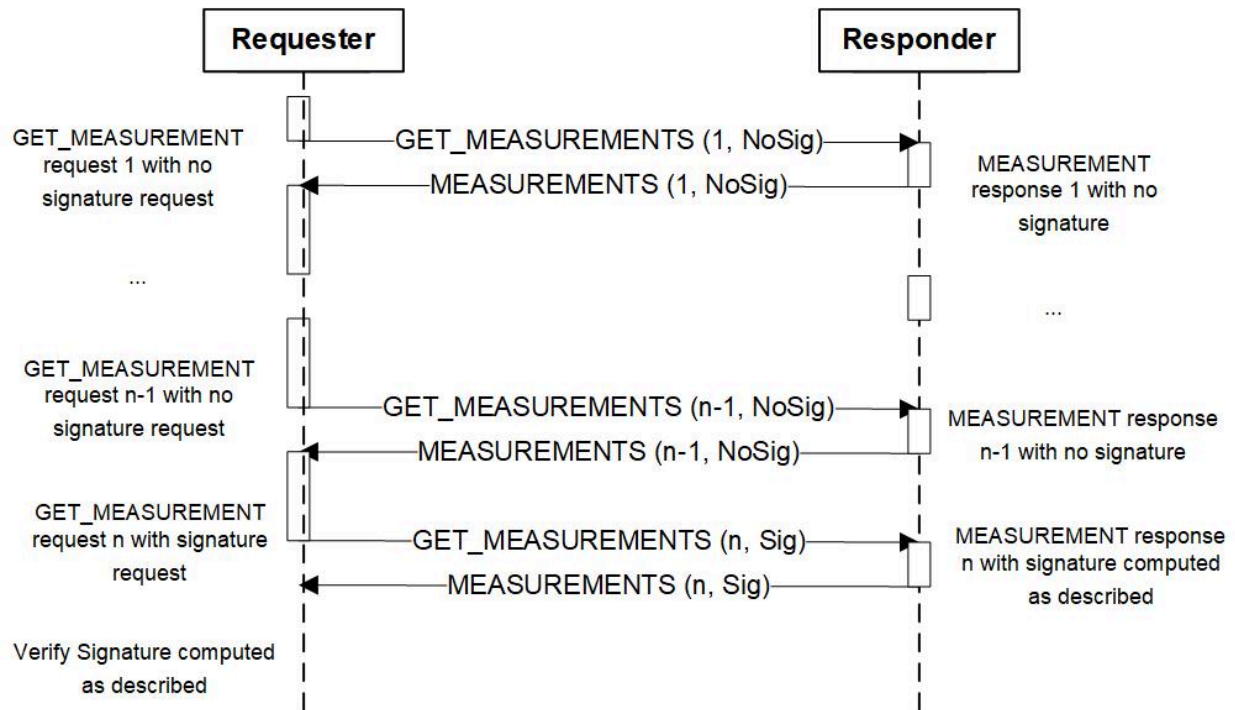 Requester
Responder
GET_MEASUREMENT
request 1 with no
signature request
GET_MEASUREMENTS (1, NoSig)
MEASUREMENTS (1, NoSig)
MEASUREMENT
response 1 with no
signature
...
...
GET_MEASUREMENT
request n-1 with no
signature request
GET_MEASUREMENTS (n-1, NoSig)
MEASUREMENTS (n-1, NoSig)
MEASUREMENT response
n-1 with no signature
GET_MEASUREMENT
request n with signature
request
GET_MEASUREMENTS (n, Sig)
MEASUREMENTS (n, Sig)
MEASUREMENT response
n with signature computed
as described
Verify Signature computed
as described